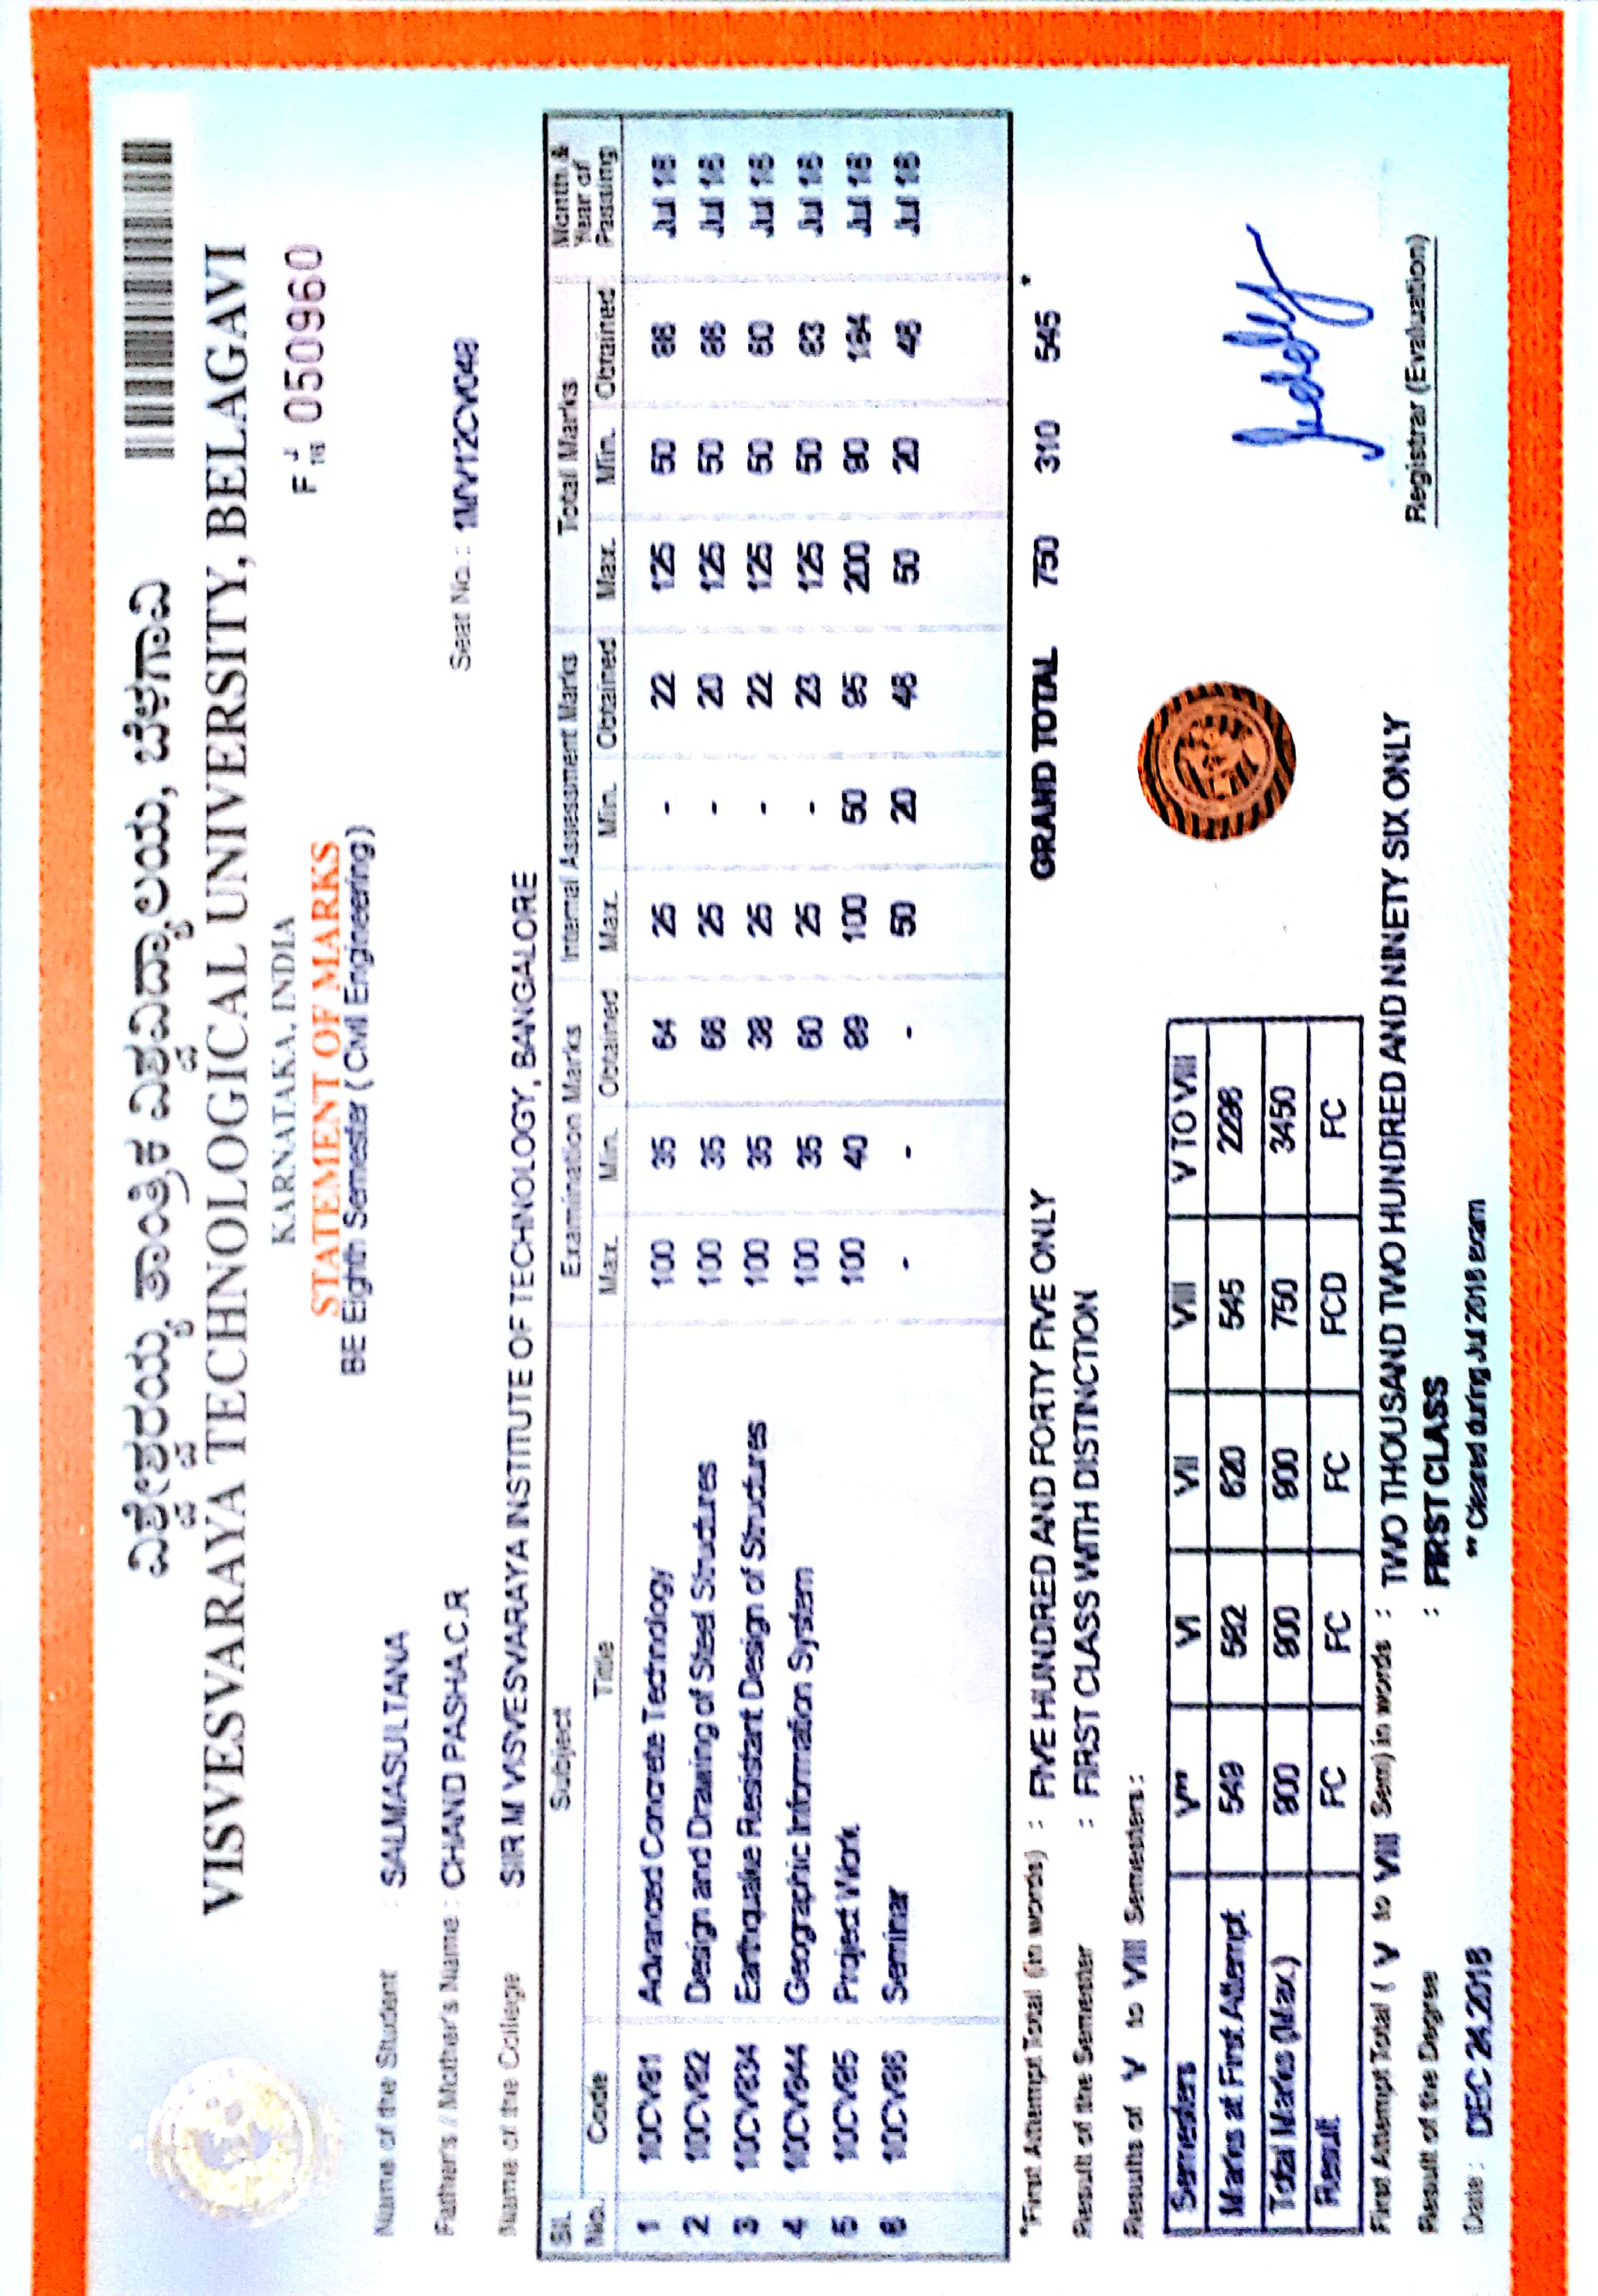 ವಿಶ್ವೇಶ್ವರಯ್ಯ ತಾಂತ್ರಿಕ ವಿಶ್ವವಿದ್ಯಾಲಯ, ಬೆಳಗಾವಿ
VISVESVARAYA TECHNOLOGICAL UNIVERSITY, BELAGAVI
KARNATAKA, INDIA
F J 16 050960
STATEMENT OF MARKS
BE Eighth Semester ( Civil Engineering)
Name of the Student : SALMASULTANA
Father's / Mother's Name : CHAND PASHA.C.R Seat No. : 1MV12CV049
Name of the College : SIR M VISVESVARAYA INSTITUTE OF TECHNOLOGY, BANGALORE
Sl. No. Subject Examination Marks Internal Assessment Marks Total Marks Month & Year of Passing
Code Title Max. Min. Obtained Max. Min. Obtained Max. Min. Obtained
1 10CV81 Advanced Concrete Technology 100 35 64 25 - 22 125 50 86 Jul 16
2 10CV82 Design and Drawing of Steel Structures 100 35 66 25 - 20 125 50 86 Jul 16
3 10CV834 Earthquake Resistant Design of Structures 100 35 38 25 - 22 125 50 60 Jul 16
4 10CV844 Geographic Information System 100 35 60 25 - 23 125 50 83 Jul 16
5 10CV85 Project Work 100 40 89 100 50 95 200 90 184 Jul 16
6 10CV86 Seminar - - - 50 20 46 50 20 46 Jul 16
GRAND TOTAL 750 310 545 *
*First Attempt Total (in words) : FIVE HUNDRED AND FORTY FIVE ONLY
Result of the Semester : FIRST CLASS WITH DISTINCTION
Results of V to VIII Semesters :
Semesters V** VI VII VIII V TO VIII
Marks at First Attempt 549 582 620 545 2296
Total Marks (Max.) 900 900 900 750 3450
Result FC FC FC FCD FC
First Attempt Total ( V to VIII Sem) in words : TWO THOUSAND TWO HUNDRED AND NINETY SIX ONLY
Result of the Degree : FIRST CLASS
Registrar (Evaluation)
Date : DEC 24 2016 ** Cleared during Jul 2016 exam